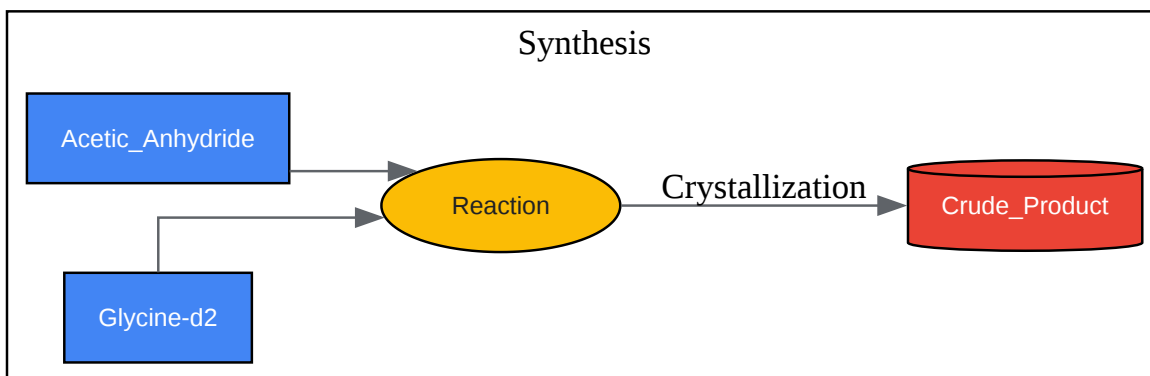 Synthesis
Acetic_Anhydride
Reaction
Crystallization
Crude_Product
Glycine-d2